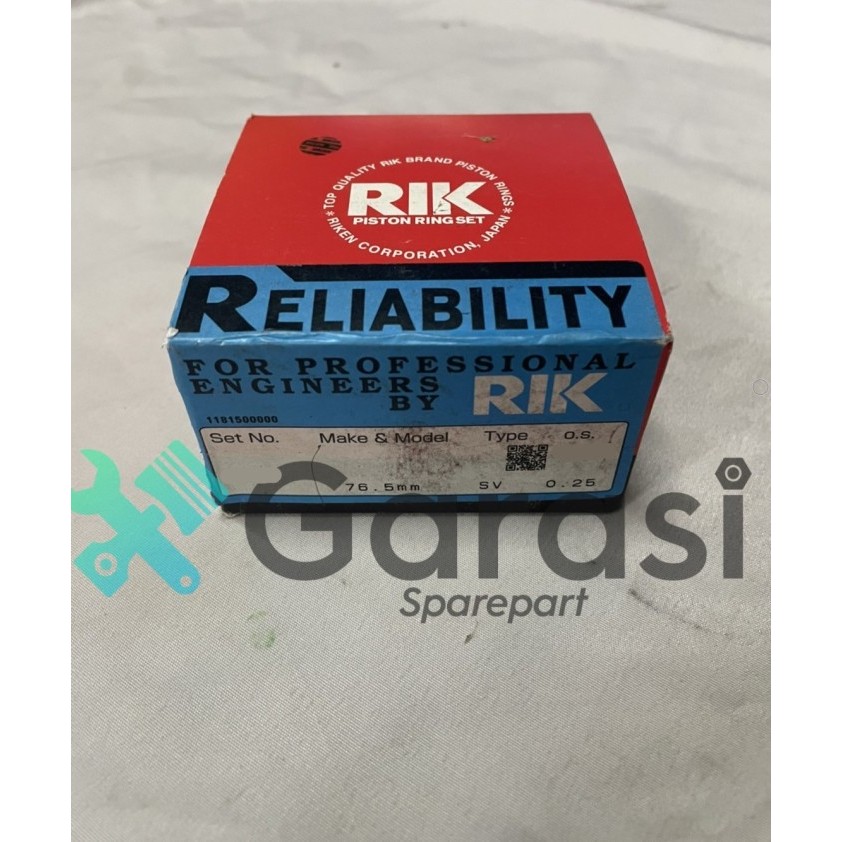 * TOP QUALITY RIK BRAND PISTON RINGS *
RIK
PISTON RING SET
RIKEN CORPORATION, JAPAN
RELIABILITY
FOR PROFESSIONAL
ENGINEERS
BY RIK
1181500000
Set No. Make & Model Type o.s.
76.5mm SV 0.25
Garasi
Sparepart